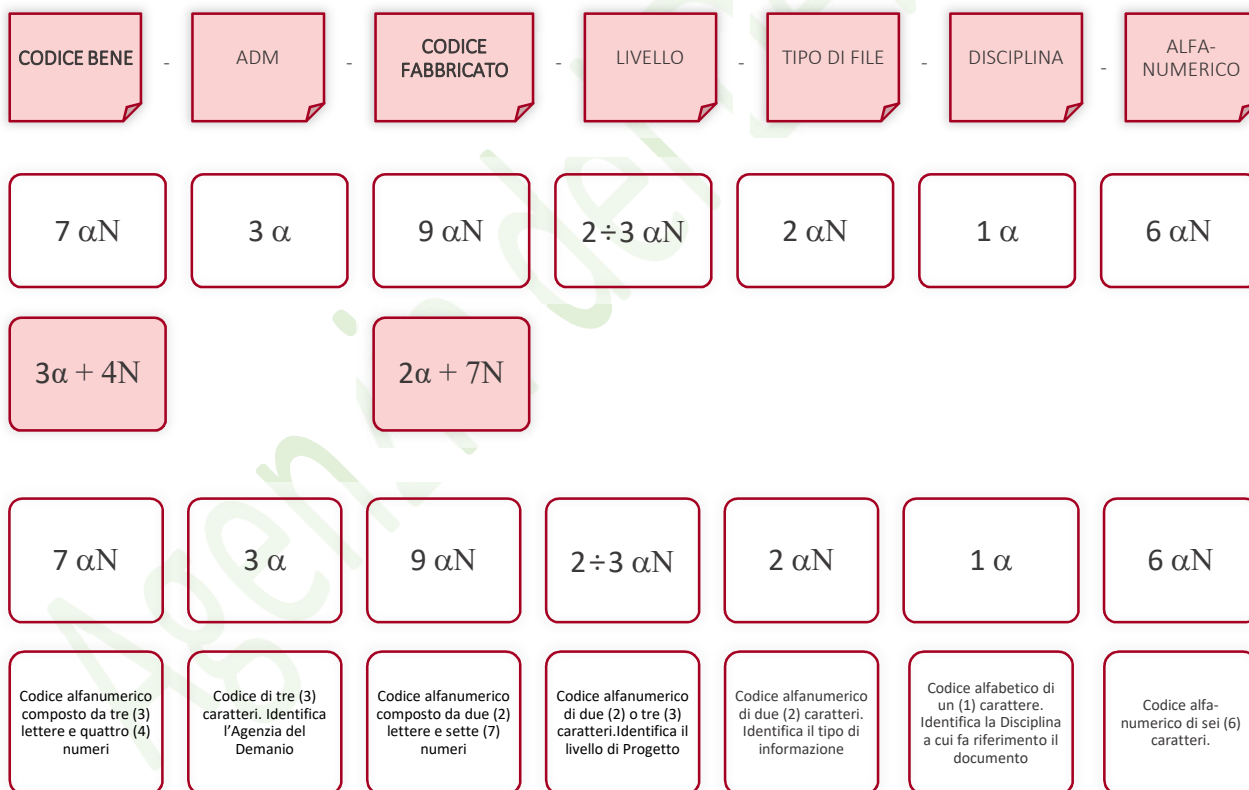 CODICE BENE - ADM - CODICE FABBRICATO - LIVELLO - TIPO DI FILE - DISCIPLINA - ALFA-NUMERICO
7 αN
3 α
9 αN
2÷3 αN
2 αN
1 α
6 αN
3α + 4N
2α + 7N
7 αN
3 α
9 αN
2÷3 αN
2 αN
1 α
6 αN
Codice alfanumerico
composto da tre (3)
lettere e quattro (4)
numeri
Codice di tre (3)
caratteri. Identifica
l'Agenzia del
Demanio
Codice alfanumerico
composto da due (2)
lettere e sette (7)
numeri
Codice alfanumerico
di due (2) o tre (3)
caratteri.Identifica il
livello di Progetto
Codice alfanumerico
di due (2) caratteri.
Identifica il tipo di
informazione
Codice alfabetico di
un (1) carattere.
Identifica la Disciplina
a cui fa riferimento il
documento
Codice alfa-
numerico di sei (6)
caratteri.